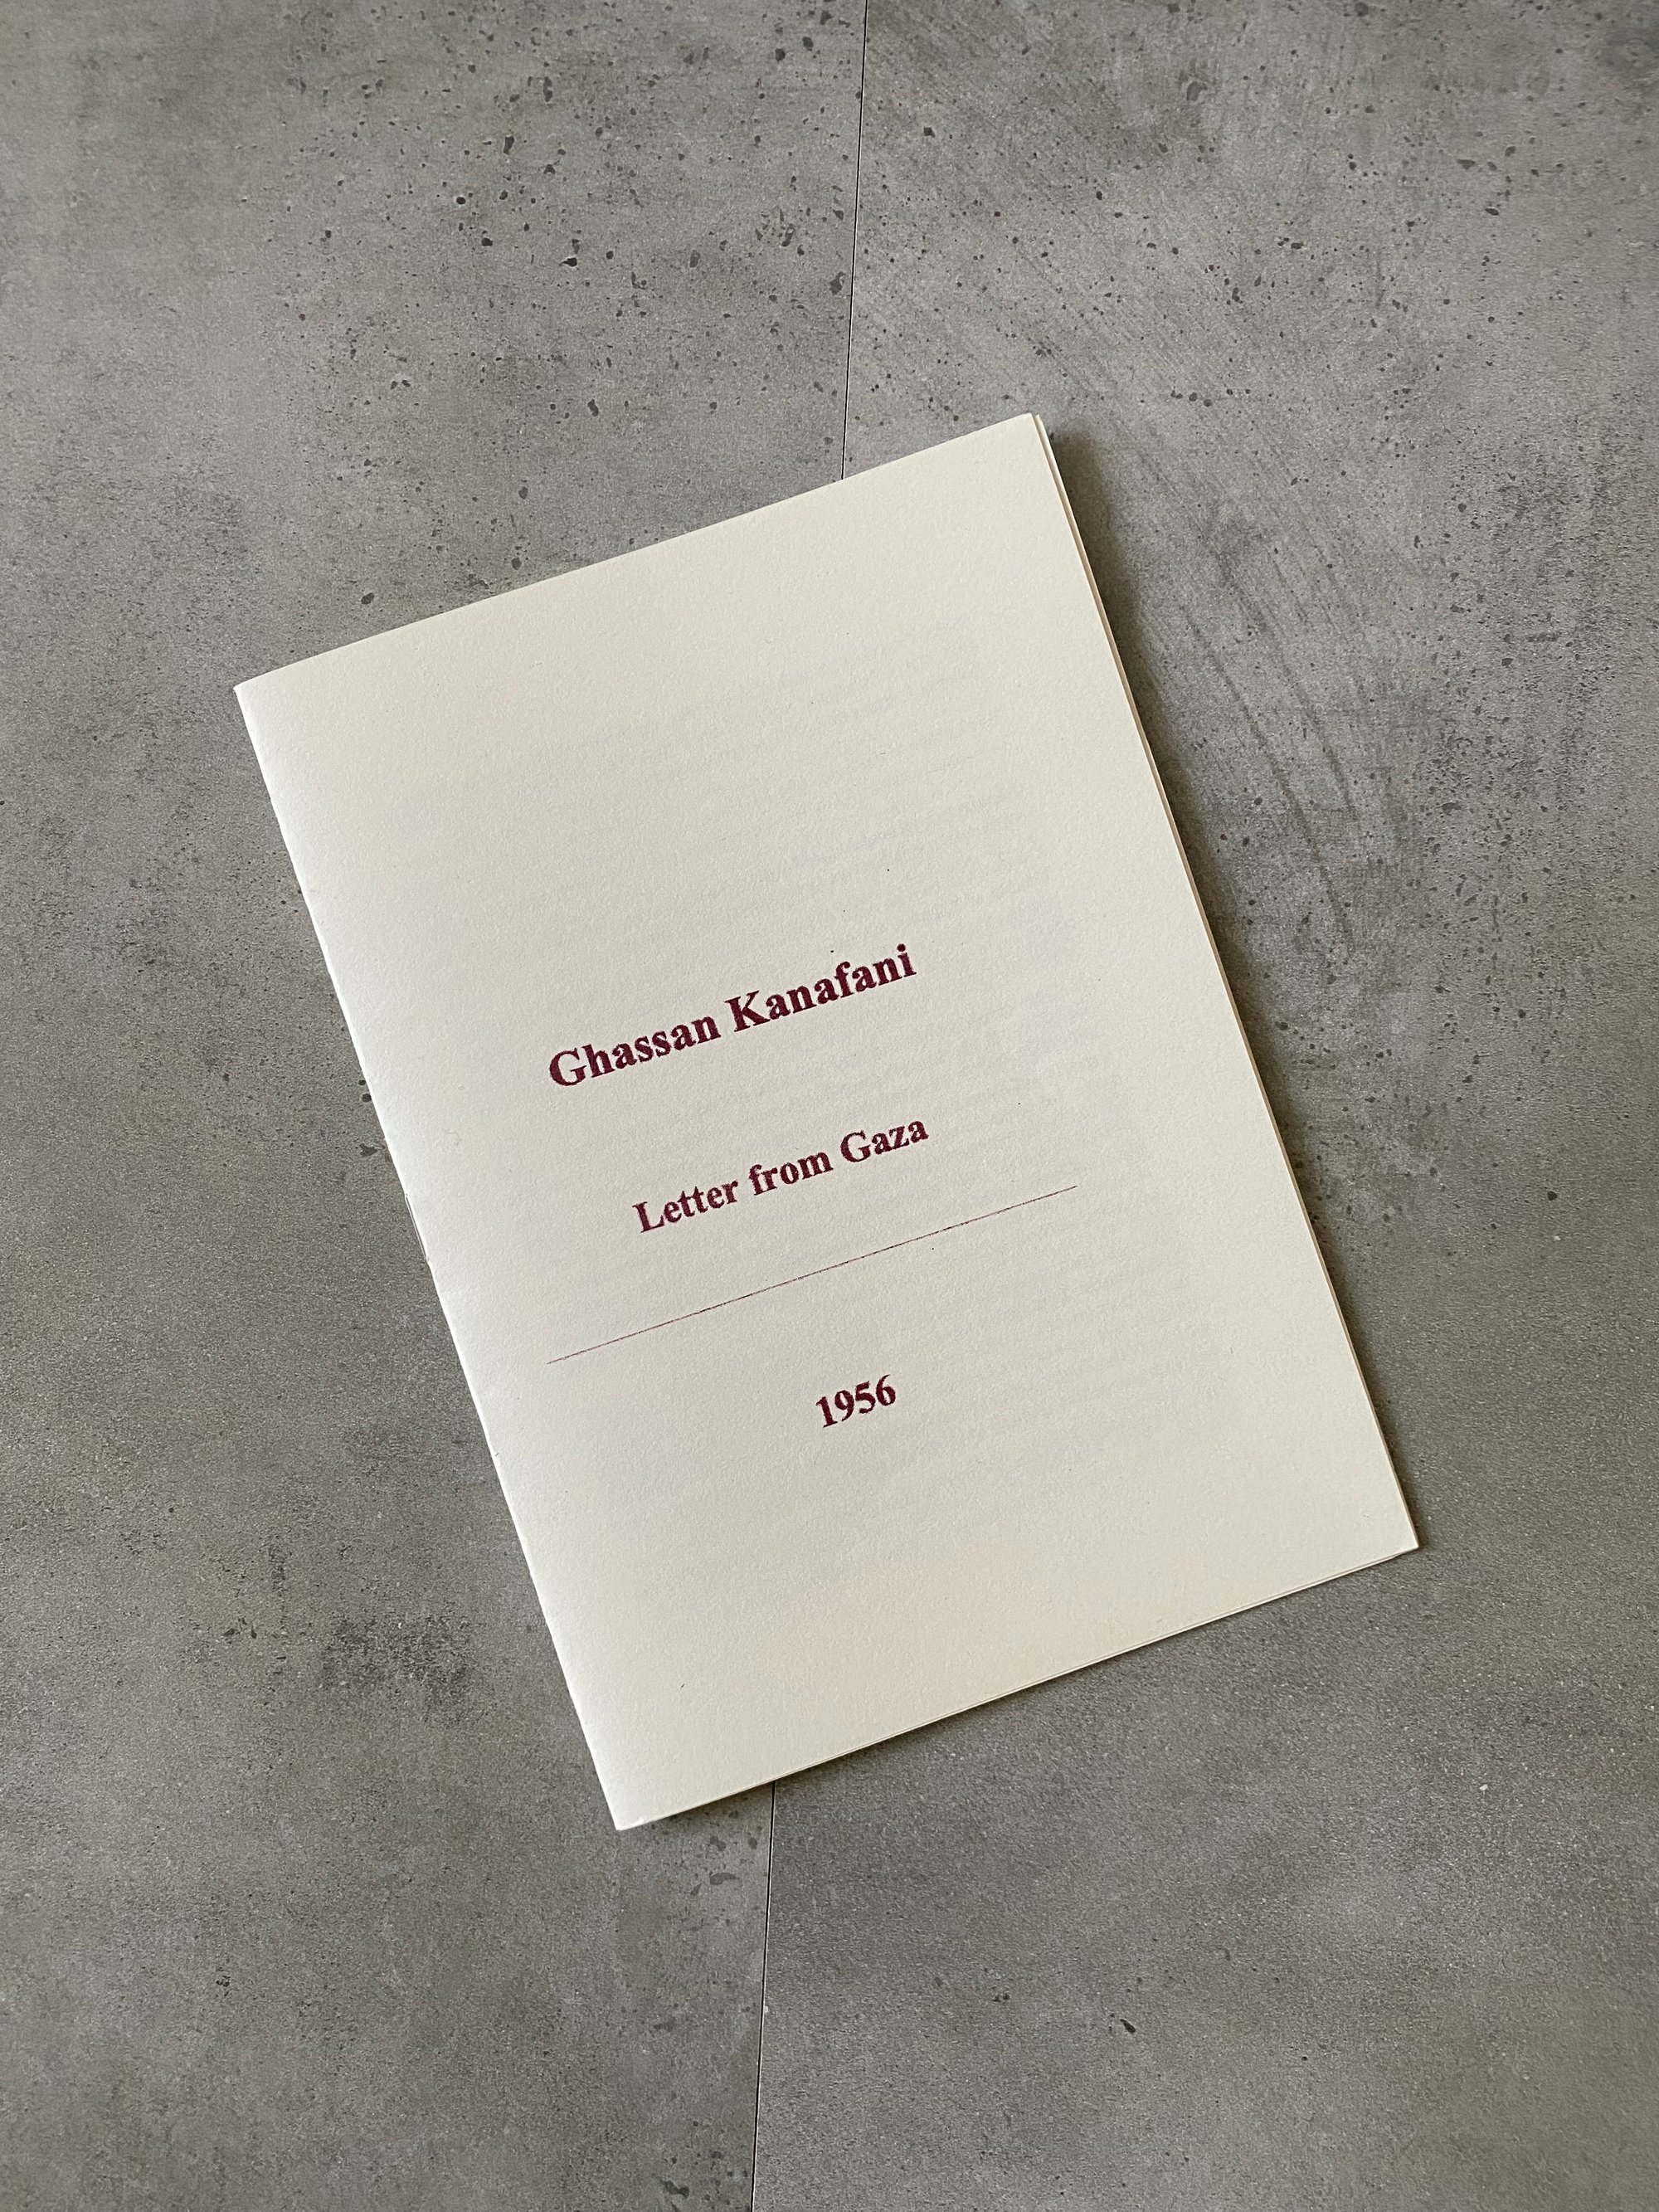 Ghassan Kanafani
Letter from Gaza
1956